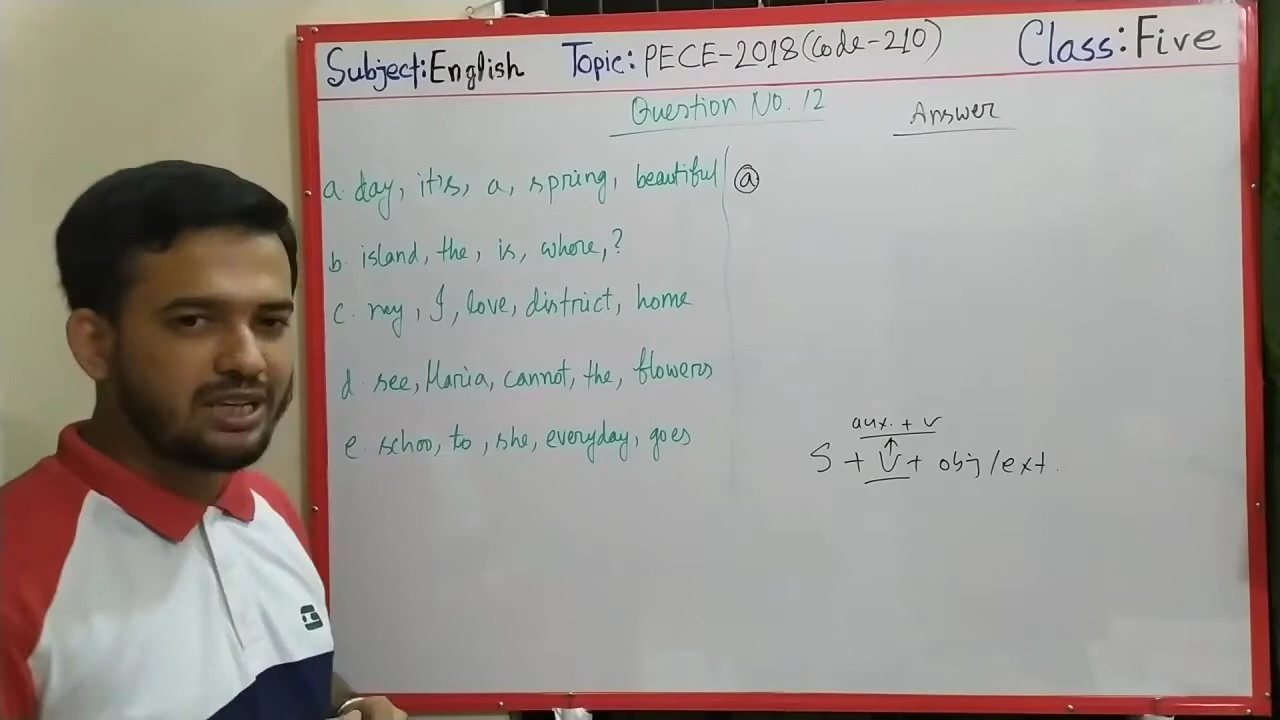 Subject: English Topic: PECE-2018(Code-210) Class: Five
Question No. 12 Answer
a. day, it's, a, spring, beautiful ⓐ
b. island, the, is, where, ?
c. my, I, love, district, home
d. see, Maria, cannot, the, flowers
e. schoo, to, she, everyday, goes
aux. + v
↑
S + V + obj/ext.